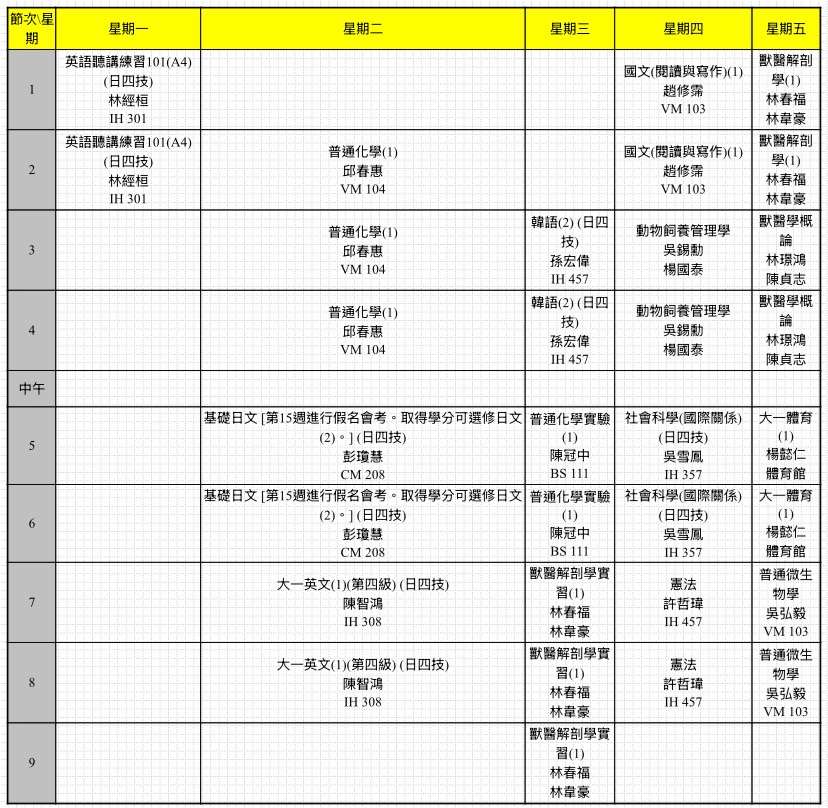 節次\星期
星期一
星期二
星期三
星期四
星期五
1
英語聽講練習101(A4)
(日四技)
林經桓
IH 301
國文(閱讀與寫作)(1)
趙修霈
VM 103
獸醫解剖
學(1)
林春福
林韋豪
2
英語聽講練習101(A4)
(日四技)
林經桓
IH 301
普通化學(1)
邱春惠
VM 104
國文(閱讀與寫作)(1)
趙修霈
VM 103
獸醫解剖
學(1)
林春福
林韋豪
3
普通化學(1)
邱春惠
VM 104
韓語(2) (日四
技)
孫宏偉
IH 457
動物飼養管理學
吳錫勳
楊國泰
獸醫學概
論
林璟鴻
陳貞志
4
普通化學(1)
邱春惠
VM 104
韓語(2) (日四
技)
孫宏偉
IH 457
動物飼養管理學
吳錫勳
楊國泰
獸醫學概
論
林璟鴻
陳貞志
中午
5
基礎日文 [第15週進行假名會考。取得學分可選修日文
(2)。] (日四技)
彭瓊慧
CM 208
普通化學實驗
(1)
陳冠中
BS 111
社會科學(國際關係)
(日四技)
吳雪鳳
IH 357
大一體育
(1)
楊懿仁
體育館
6
基礎日文 [第15週進行假名會考。取得學分可選修日文
(2)。] (日四技)
彭瓊慧
CM 208
普通化學實驗
(1)
陳冠中
BS 111
社會科學(國際關係)
(日四技)
吳雪鳳
IH 357
大一體育
(1)
楊懿仁
體育館
7
大一英文(1)(第四級) (日四技)
陳智鴻
IH 308
獸醫解剖學實
習(1)
林春福
林韋豪
憲法
許哲瑋
IH 457
普通微生
物學
吳弘毅
VM 103
8
大一英文(1)(第四級) (日四技)
陳智鴻
IH 308
獸醫解剖學實
習(1)
林春福
林韋豪
憲法
許哲瑋
IH 457
普通微生
物學
吳弘毅
VM 103
9
獸醫解剖學實
習(1)
林春福
林韋豪